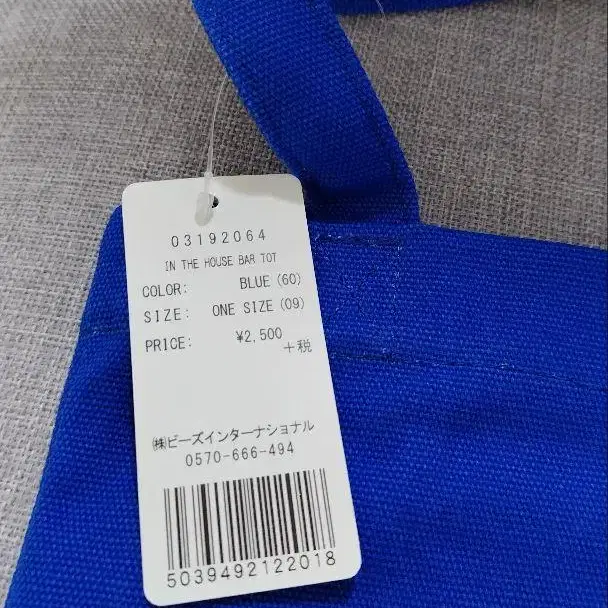 03192064
IN THE HOUSE BAR TOT
COLOR: BLUE (60)
SIZE: ONE SIZE (09)
PRICE: ¥2,500
+税
㈱ビーズインターナショナル
0570-666-494
5039492122018